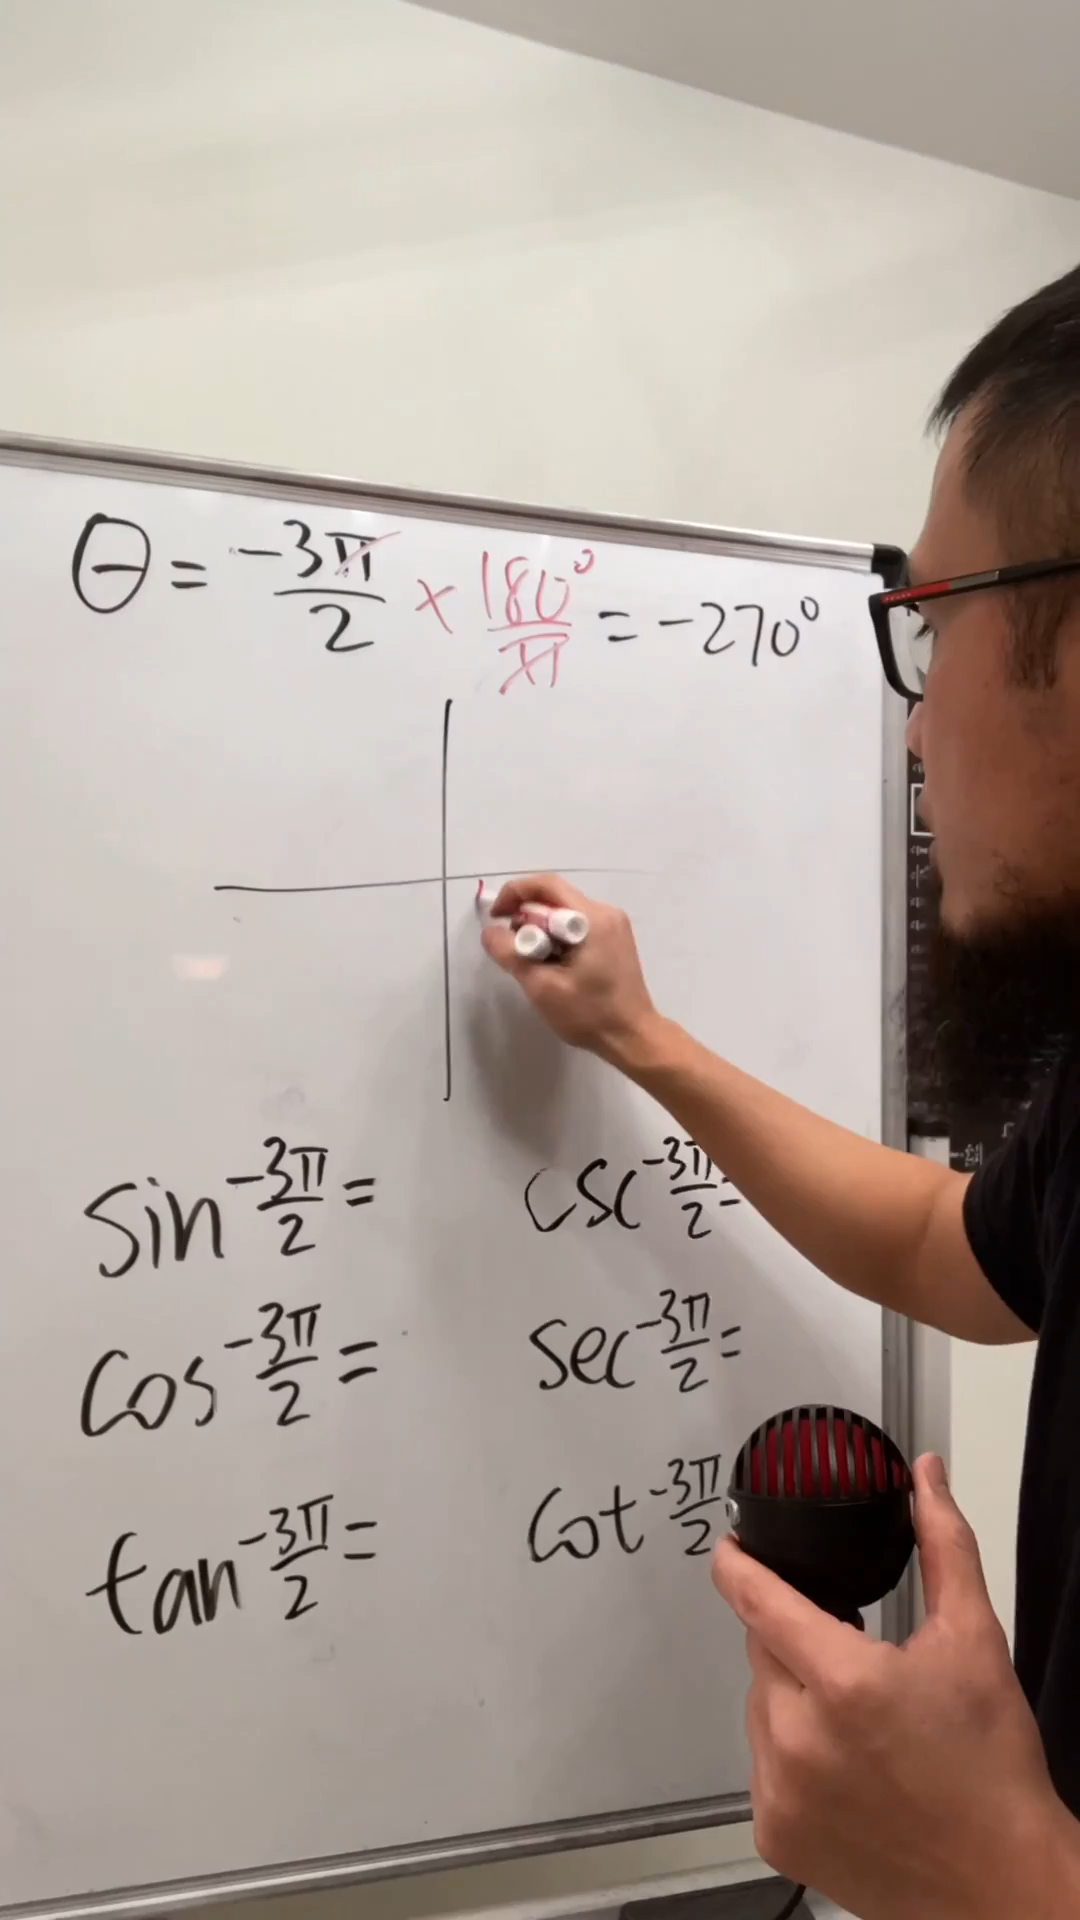 θ = -3π/2 × 180°/π = -270°
sin -3π/2 =
csc -3π/2 =
cos -3π/2 =
sec -3π/2 =
tan -3π/2 =
cot -3π/2